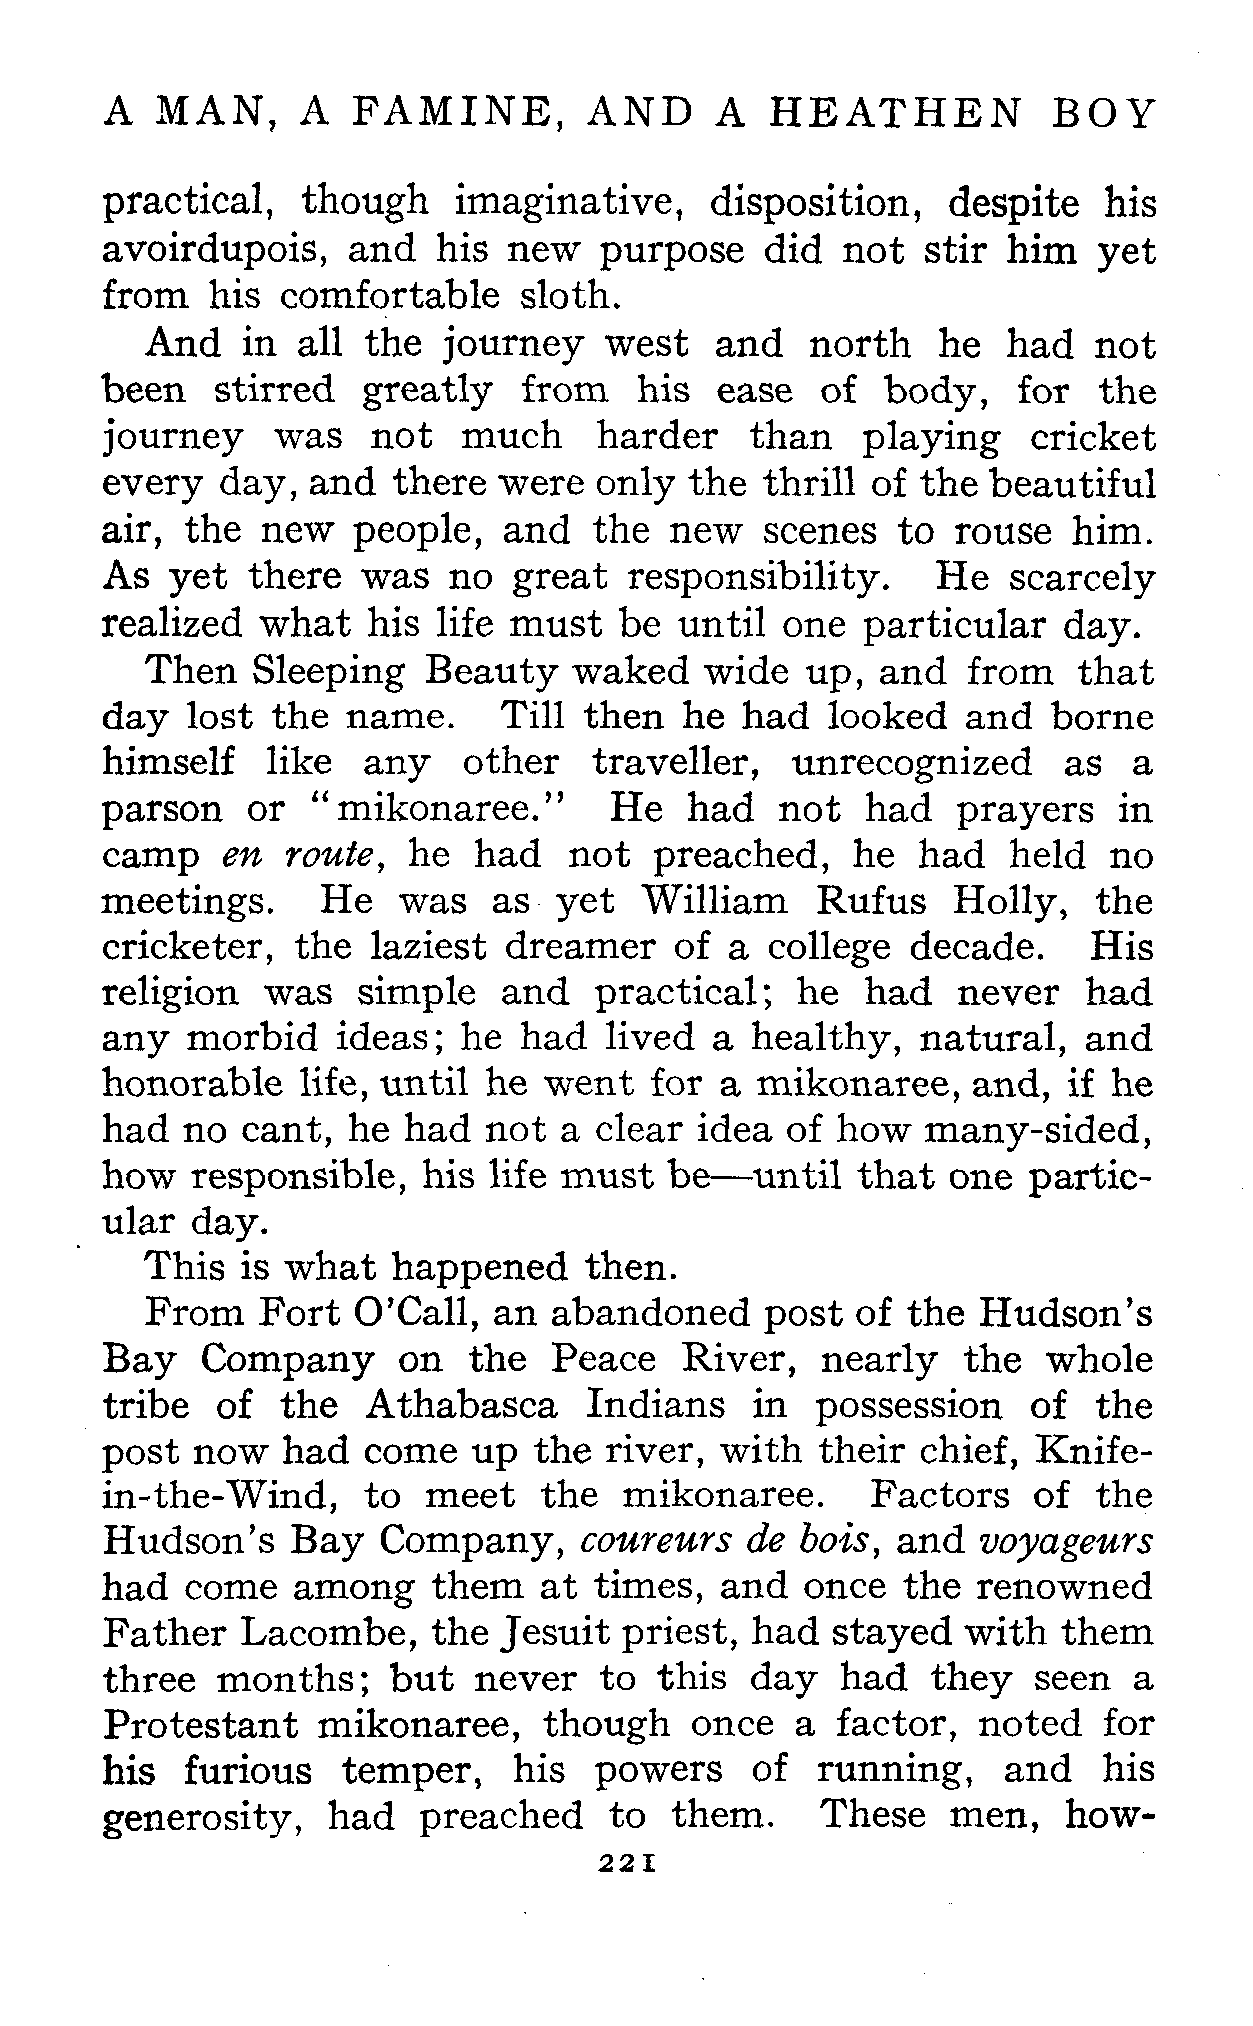 A MAN, A FAMINE, AND A HEATHEN BOY
practical, though imaginative, disposition, despite his
avoirdupois, and his new purpose did not stir him yet
from his comfortable sloth.
And in all the journey west and north he had not
been stirred greatly from his ease of body, for the
journey was not much harder than playing cricket
every day, and there were only the thrill of the beautiful
air, the new people, and the new scenes to rouse him.
As yet there was no great responsibility. He scarcely
realized what his life must be until one particular day.
Then Sleeping Beauty waked wide up, and from that
day lost the name. Till then he had looked and borne
himself like any other traveller, unrecognized as a
parson or "mikonaree." He had not had prayers in
camp en route, he had not preached, he had held no
meetings. He was as yet William Rufus Holly, the
cricketer, the laziest dreamer of a college decade. His
religion was simple and practical; he had never had
any morbid ideas; he had lived a healthy, natural, and
honorable life, until he went for a mikonaree, and, if he
had no cant, he had not a clear idea of how many-sided,
how responsible, his life must be—until that one partic-
ular day.
This is what happened then.
From Fort O'Call, an abandoned post of the Hudson's
Bay Company on the Peace River, nearly the whole
tribe of the Athabasca Indians in possession of the
post now had come up the river, with their chief, Knife-
in-the-Wind, to meet the mikonaree. Factors of the
Hudson's Bay Company, coureurs de bois, and voyageurs
had come among them at times, and once the renowned
Father Lacombe, the Jesuit priest, had stayed with them
three months; but never to this day had they seen a
Protestant mikonaree, though once a factor, noted for
his furious temper, his powers of running, and his
generosity, had preached to them. These men, how-
221